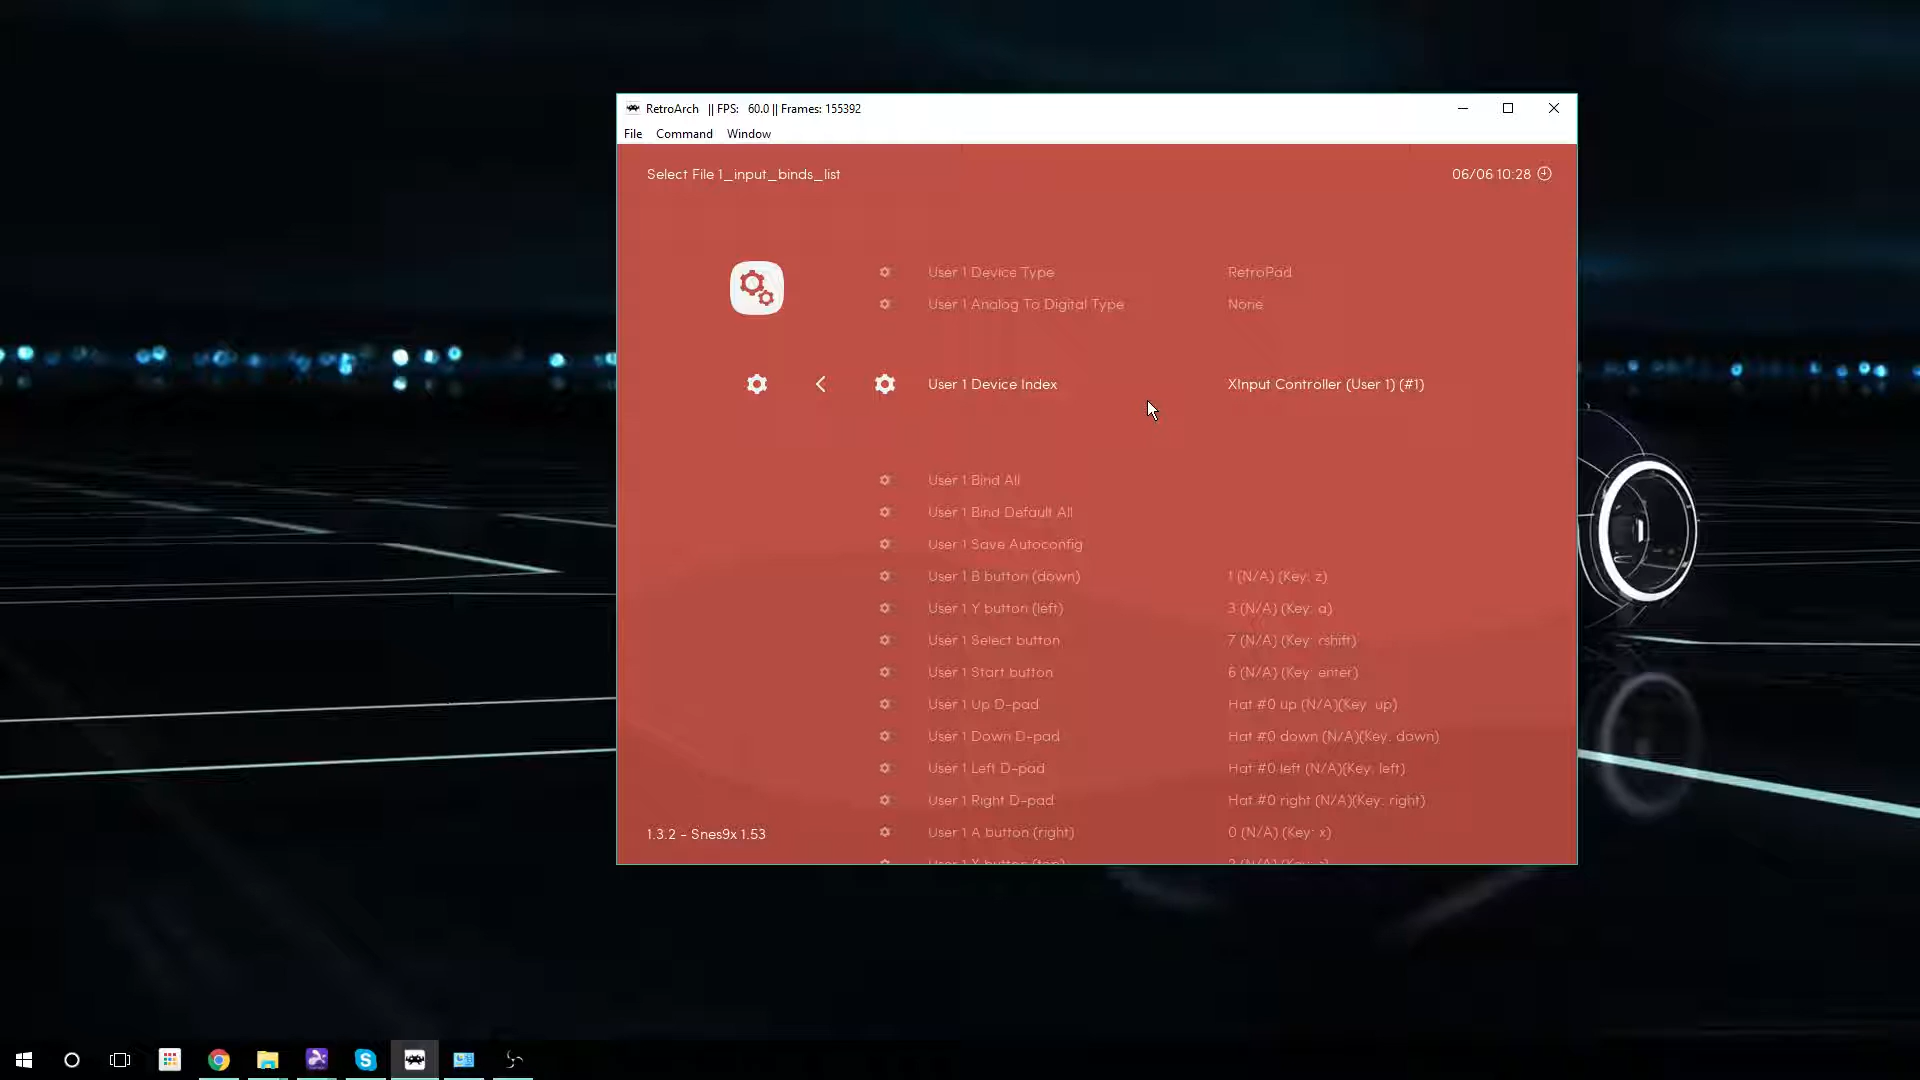 RetroArch || FPS: 60.0 || Frames: 155392
File Command Window
Select File 1_input_binds_list 06/06 10:28
User 1 Device Type RetroPad
User 1 Analog To Digital Type None
User 1 Device Index XInput Controller (User 1) (#1)
User 1 Bind All
User 1 Bind Default All
User 1 Save Autoconfig
User 1 B button (down) 1 (N/A) (Key: z)
User 1 Y button (left) 3 (N/A) (Key: a)
User 1 Select button 7 (N/A) (Key: rshift)
User 1 Start button 6 (N/A) (Key: enter)
User 1 Up D-pad Hat #0 up (N/A)(Key: up)
User 1 Down D-pad Hat #0 down (N/A)(Key: down)
User 1 Left D-pad Hat #0 left (N/A)(Key: left)
User 1 Right D-pad Hat #0 right (N/A)(Key: right)
User 1 A button (right) 0 (N/A) (Key: x)
User 1 X button (top)
1.3.2 - Snes9x 1.53